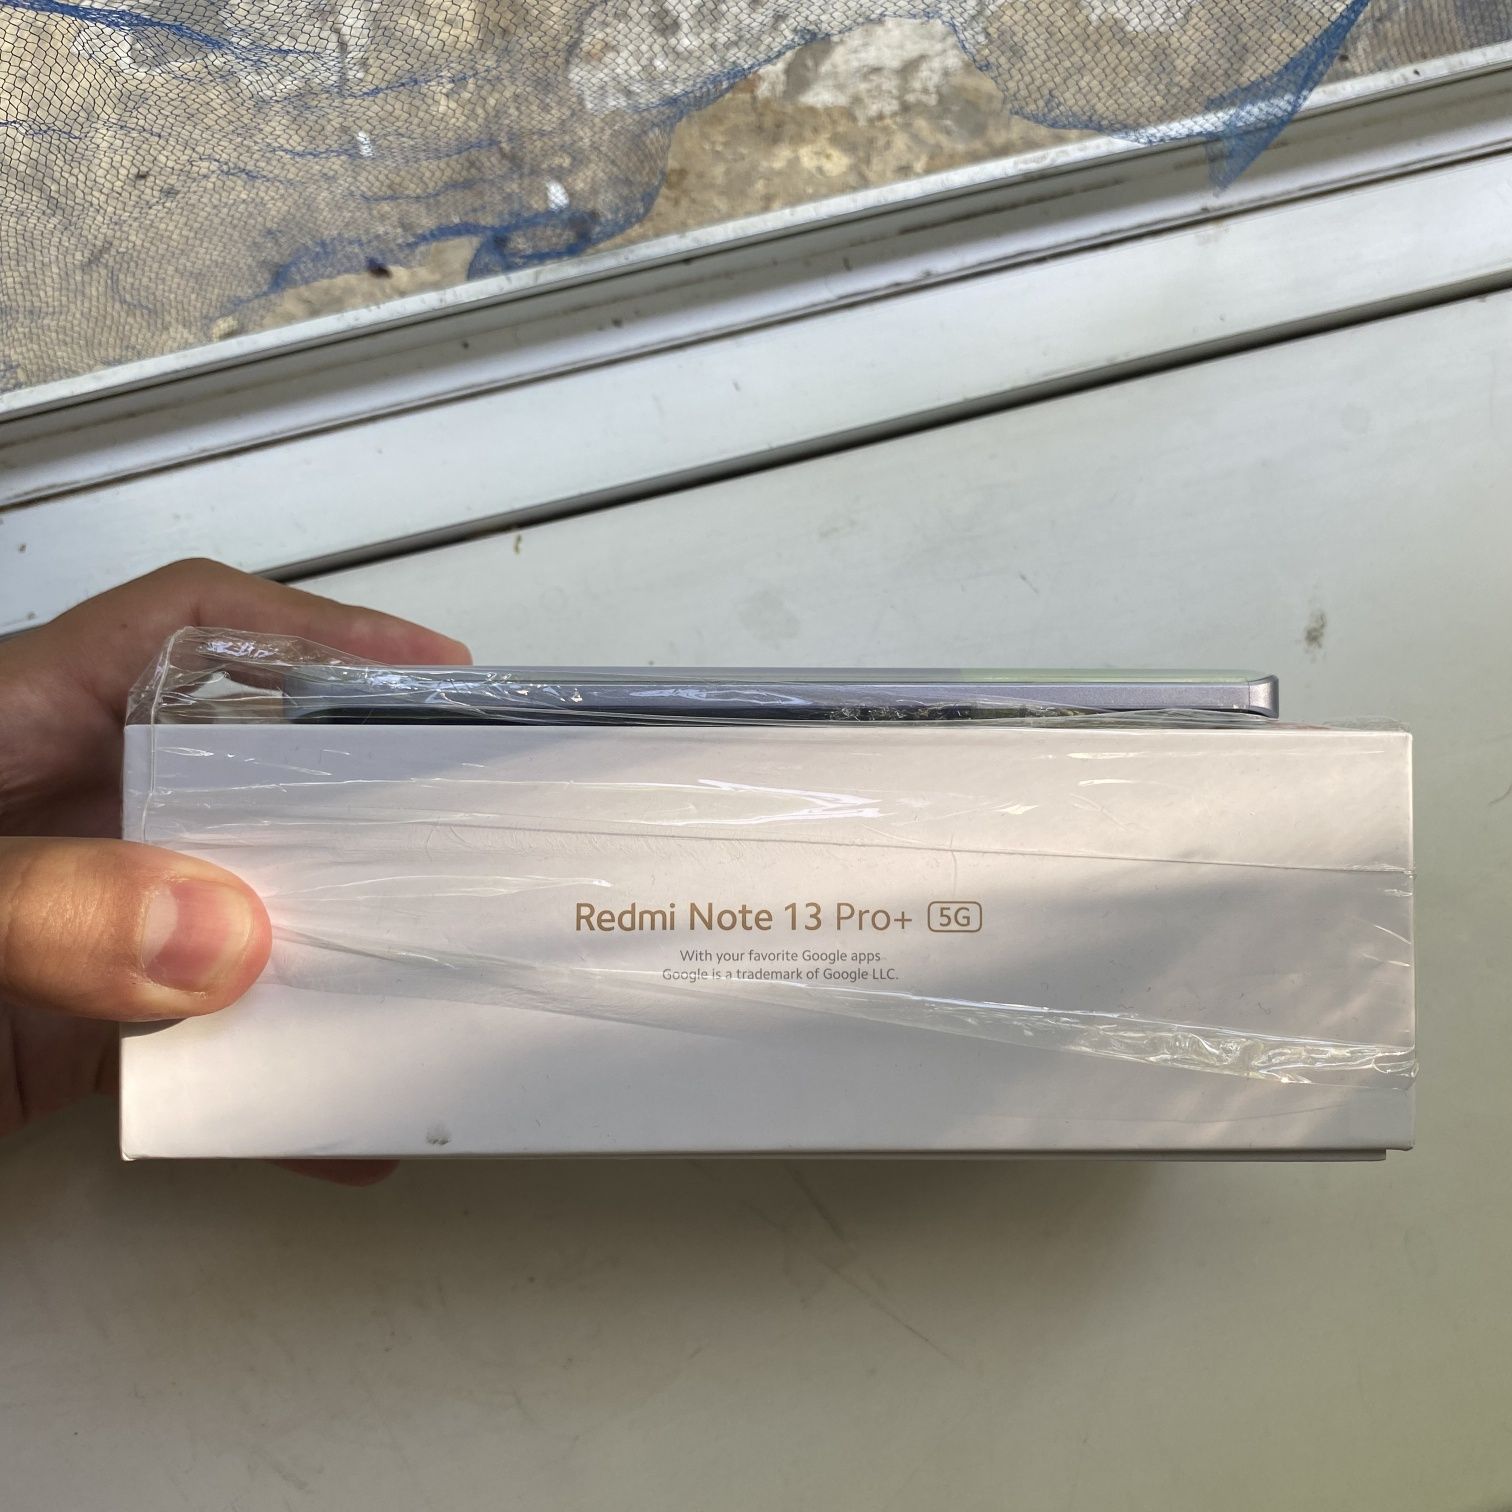 Redmi Note 13 Pro+ 5G
With your favorite Google apps
Google is a trademark of Google LLC.